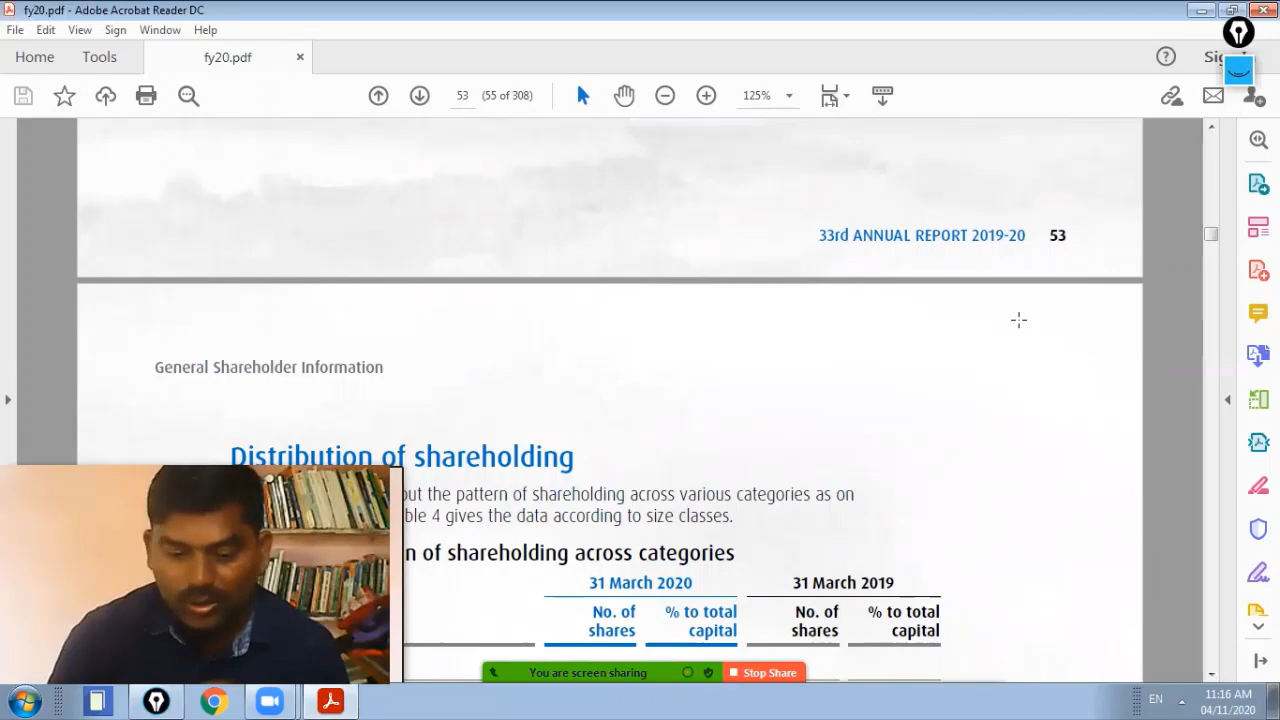 fy20.pdf - Adobe Acrobat Reader DC
File Edit View Sign Window Help
Home Tools fy20.pdf
53 (55 of 308) 125%
33rd ANNUAL REPORT 2019-20 53
General Shareholder Information
Distribution of shareholding
the pattern of shareholding across various categories as on
4 gives the data according to size classes.
of shareholding across categories
31 March 2020 31 March 2019
No. of shares % to total capital No. of shares % to total capital
You are screen sharing Stop Share
EN 11:16 AM
04/11/2020